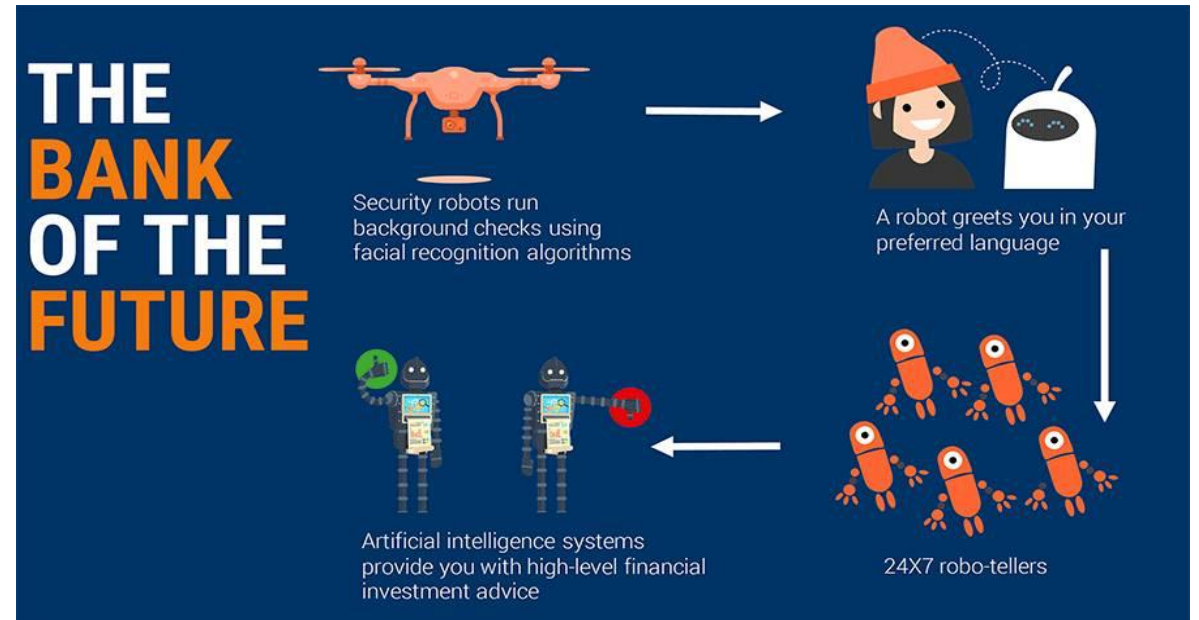 THE
BANK
OF THE
FUTURE
Security robots run
background checks using
facial recognition algorithms
A robot greets you in your
preferred language
24X7 robo-tellers
Artificial intelligence systems
provide you with high-level financial
investment advice